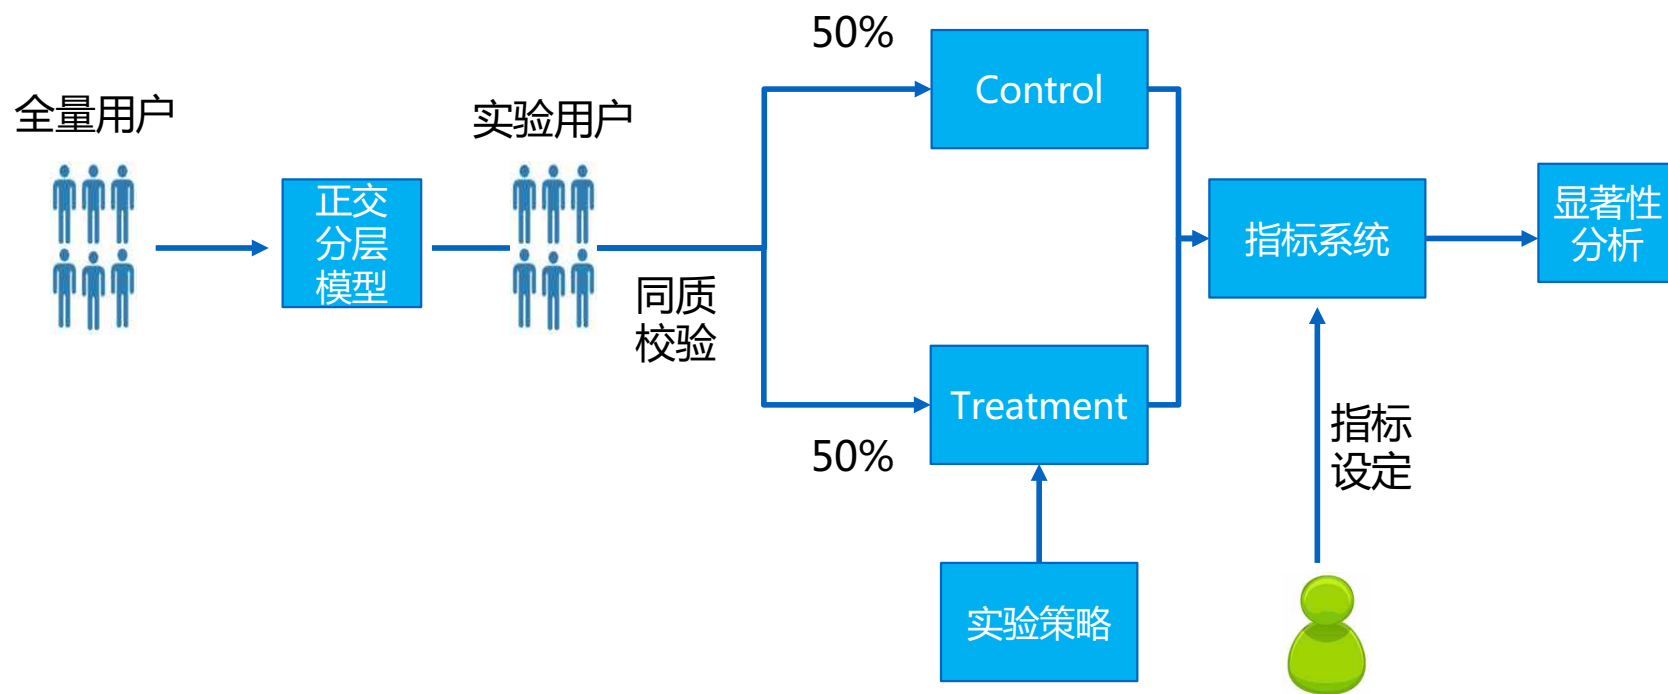 全量用户
正交
分层
模型
实验用户
同质
校验
50%
Control
Treatment
50%
实验策略
指标系统
指标
设定
显著性
分析